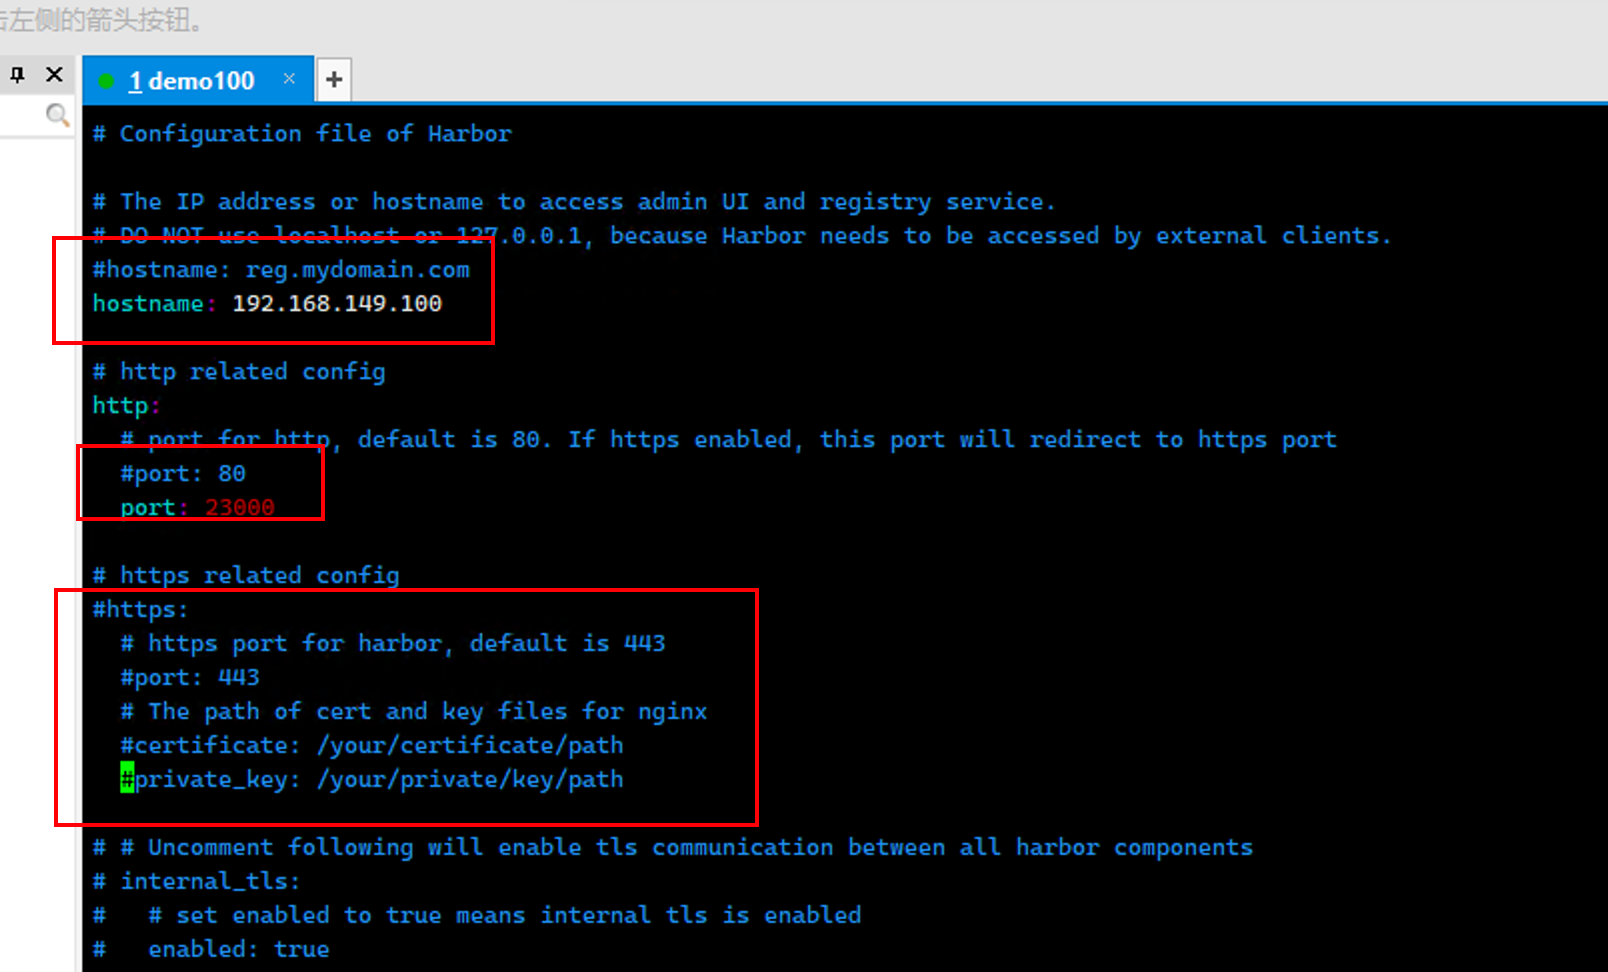 击左侧的箭头按钮。
1 demo100 × +
# Configuration file of Harbor
# The IP address or hostname to access admin UI and registry service.
# DO NOT use localhost or 127.0.0.1, because Harbor needs to be accessed by external clients.
#hostname: reg.mydomain.com
hostname: 192.168.149.100
# http related config
http:
  # port for http, default is 80. If https enabled, this port will redirect to https port
  #port: 80
  port: 23000
# https related config
#https:
  # https port for harbor, default is 443
  #port: 443
  # The path of cert and key files for nginx
  #certificate: /your/certificate/path
  #private_key: /your/private/key/path
# # Uncomment following will enable tls communication between all harbor components
# internal_tls:
#   # set enabled to true means internal tls is enabled
#   enabled: true